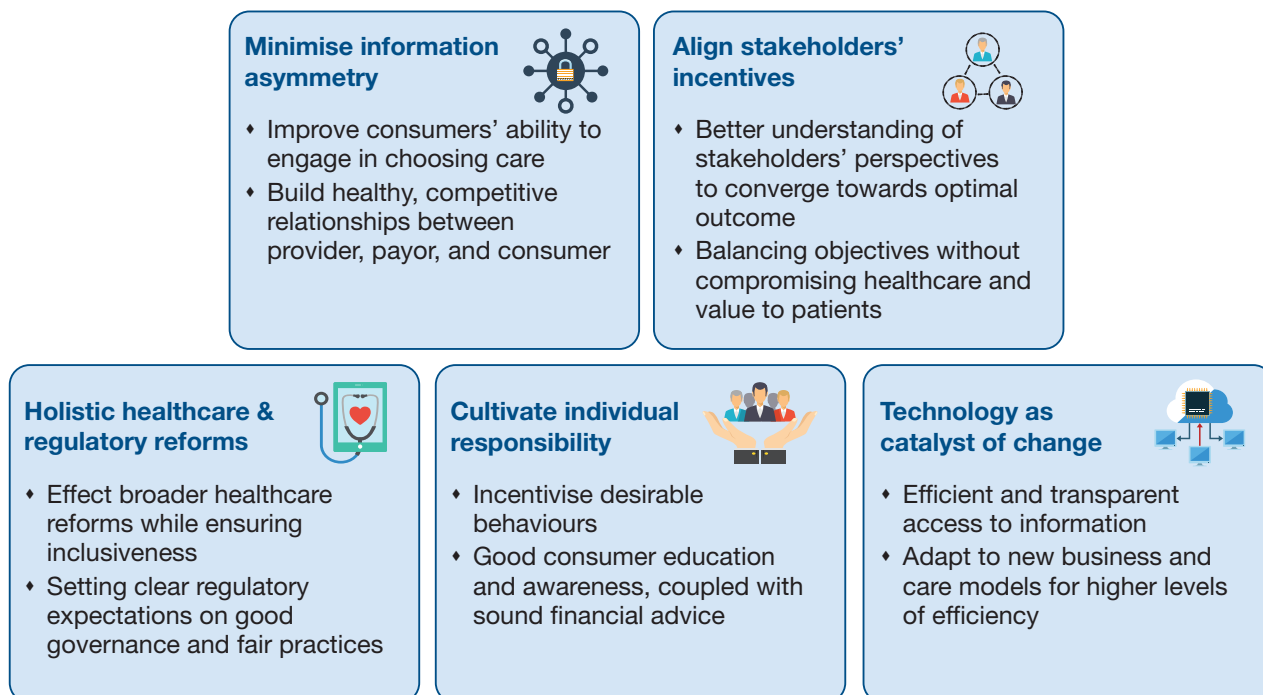 Minimise information
asymmetry
♦ Improve consumers' ability to
engage in choosing care
♦ Build healthy, competitive
relationships between
provider, payor, and consumer
Align stakeholders'
incentives
♦ Better understanding of
stakeholders' perspectives
to converge towards optimal
outcome
♦ Balancing objectives without
compromising healthcare and
value to patients
Holistic healthcare &
regulatory reforms
♦ Effect broader healthcare
reforms while ensuring
inclusiveness
♦ Setting clear regulatory
expectations on good
governance and fair practices
Cultivate individual
responsibility
♦ Incentivise desirable
behaviours
♦ Good consumer education
and awareness, coupled with
sound financial advice
Technology as
catalyst of change
♦ Efficient and transparent
access to information
♦ Adapt to new business and
care models for higher levels
of efficiency